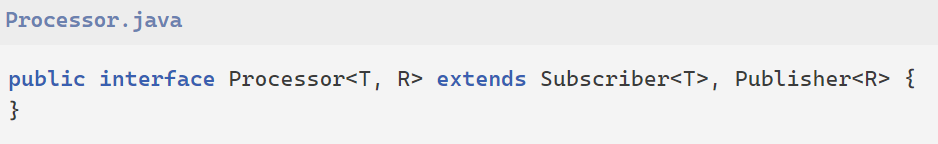 Processor.java
public interface Processor<T, R> extends Subscriber<T>, Publisher<R> {
}